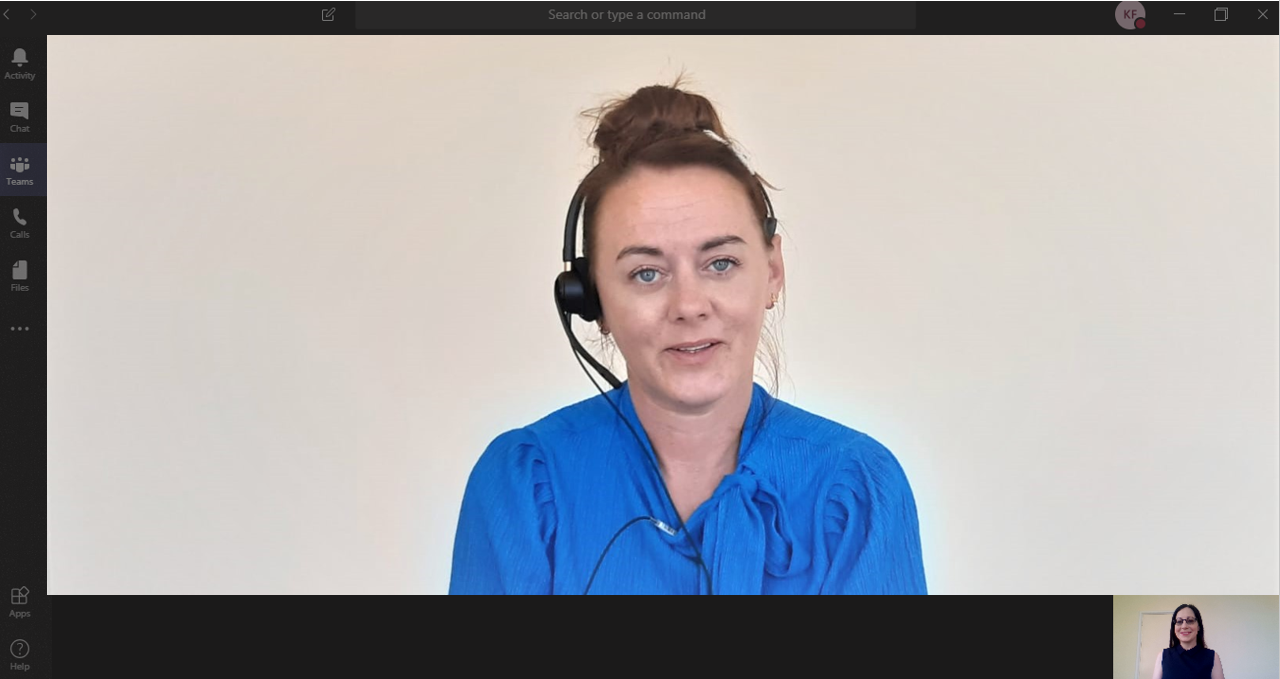 Search or type a command
KF
Activity
Chat
Teams
Calls
Files
Apps
Help